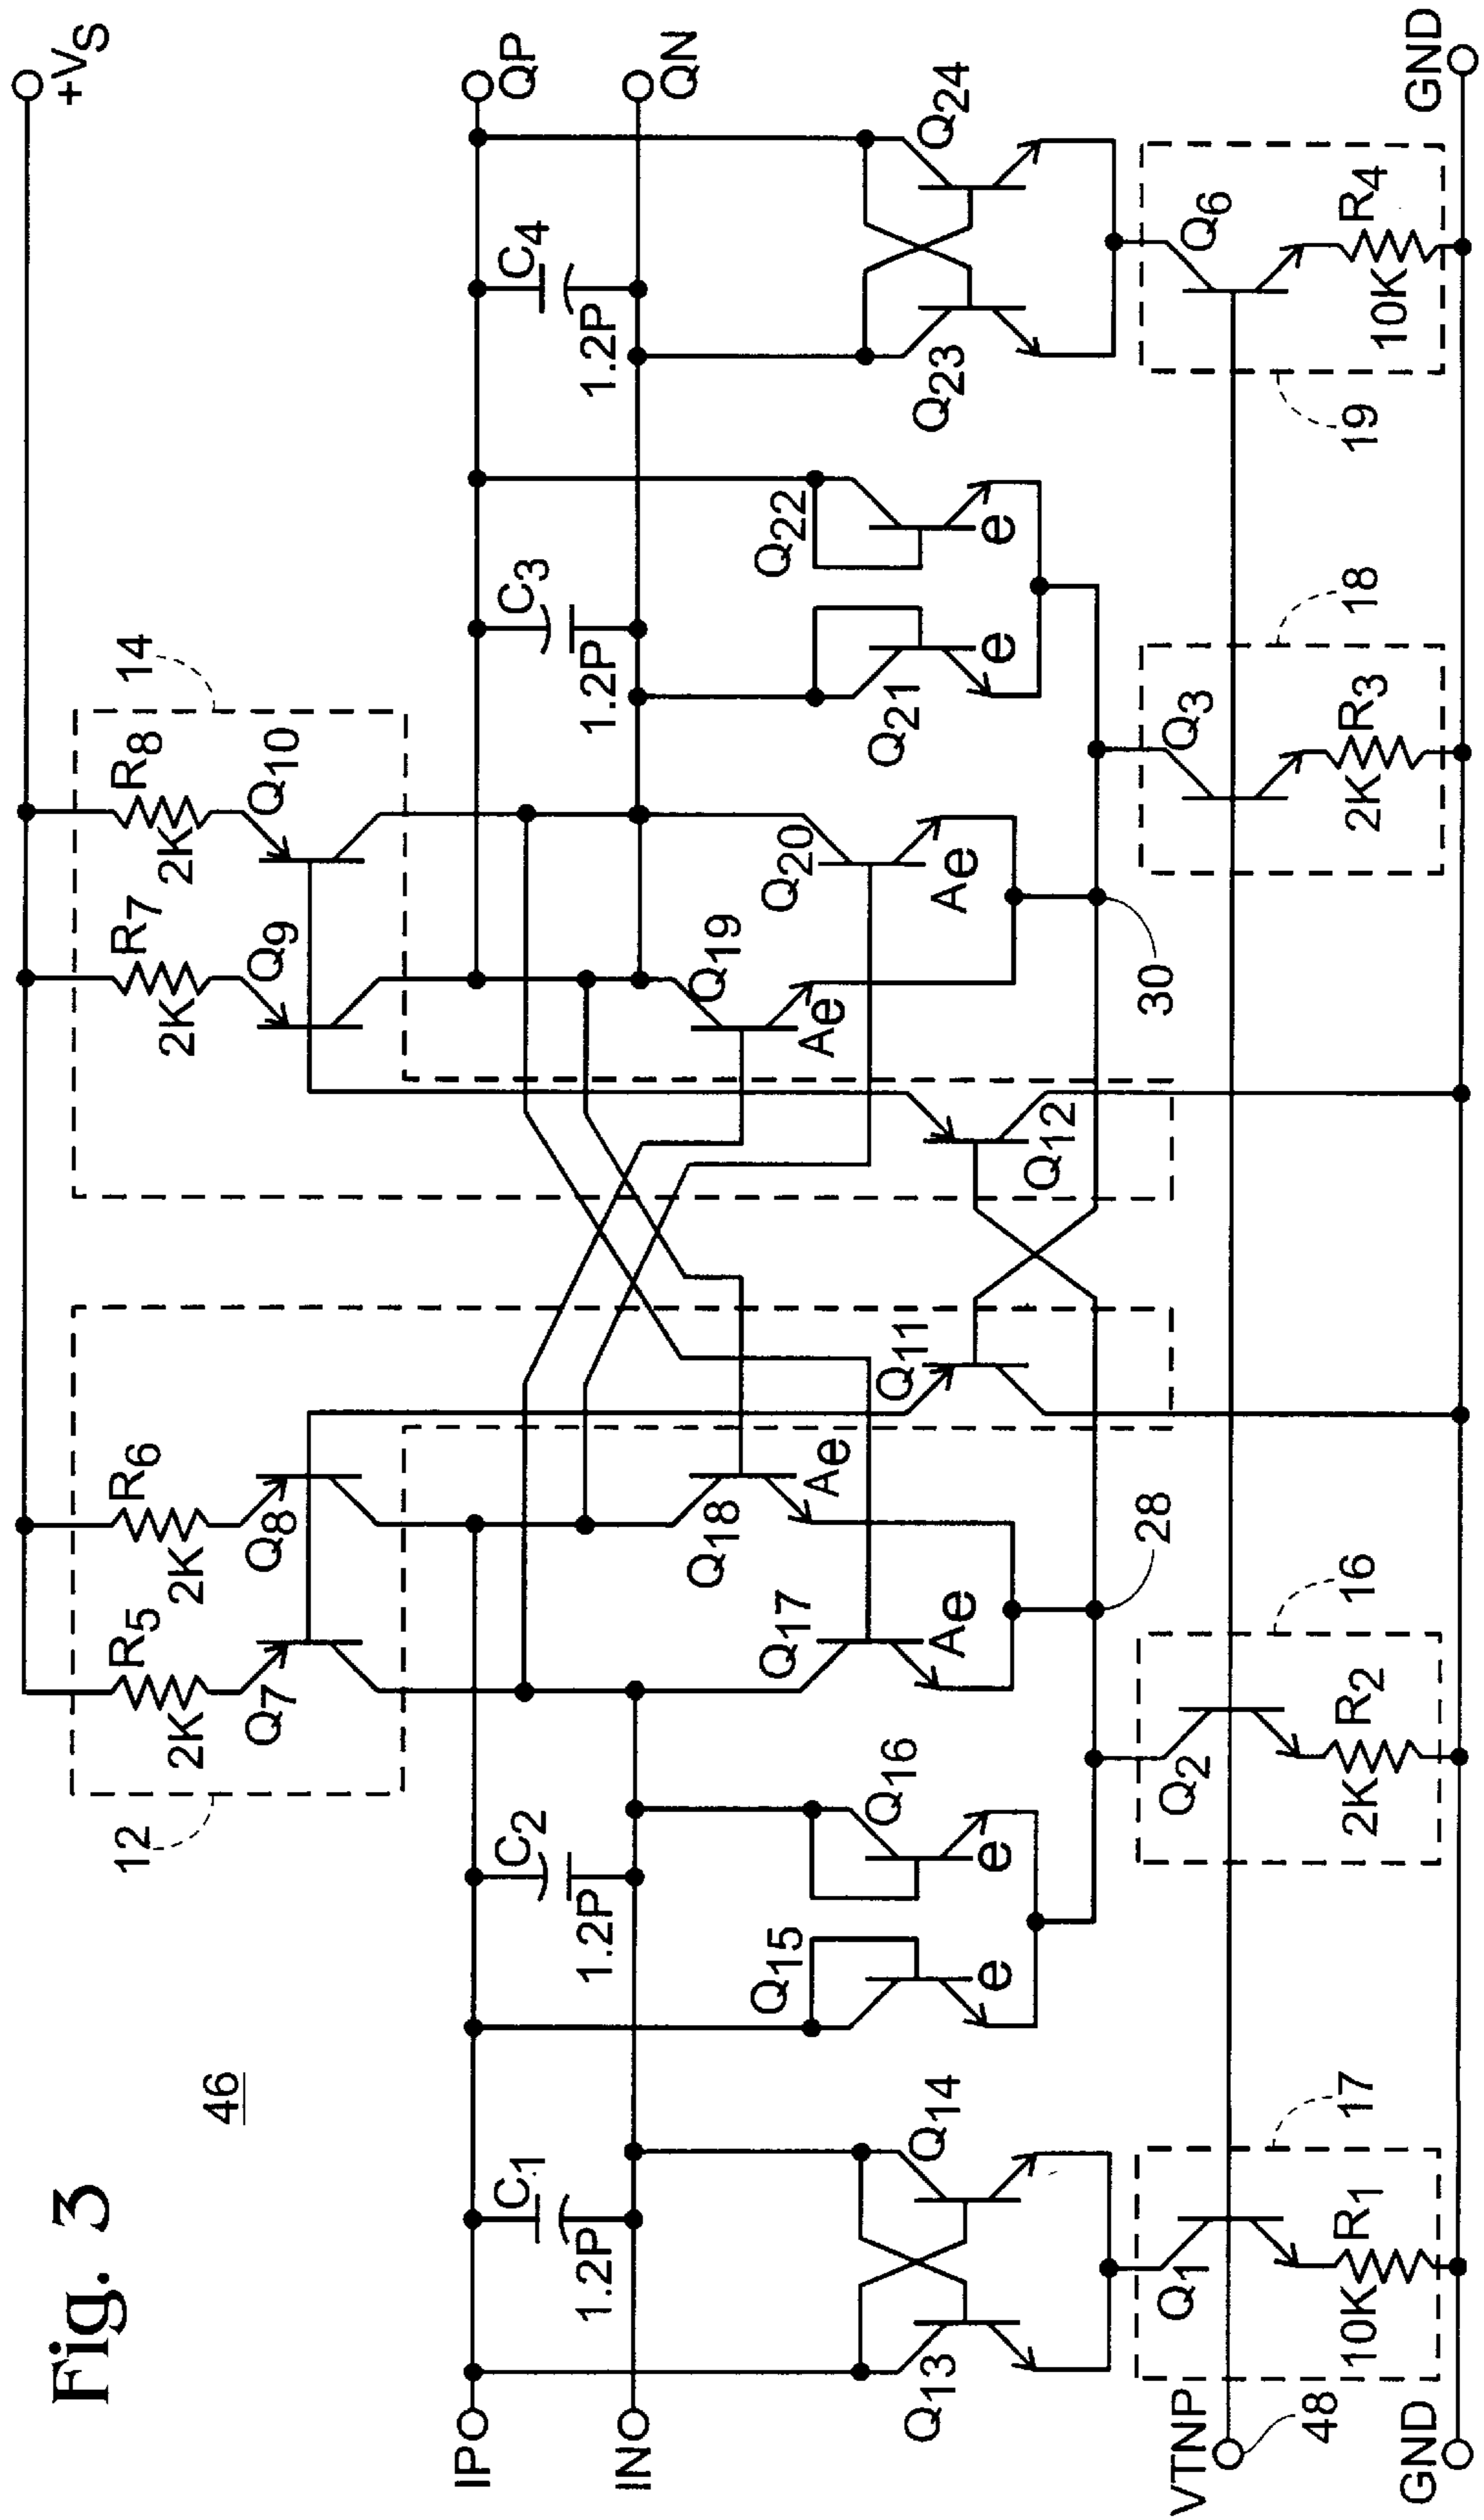 Fig. 3
46
+VS
12
R5
2K
R6
2K
Q7
Q8
14
R7
2K
R8
2K
Q9
Q10
IP
IN
QP
QN
C1
1.2P
C2
1.2P
C3
1.2P
C4
1.2P
Q13
Q14
Q15
e
Q16
e
Q17
Ae
Q18
Ae
Q11
Q12
Q19
Ae
Q20
Ae
Q21
e
Q22
e
Q23
Q24
28
30
VTNP
48
Q1
R1
10K
17
Q2
R2
2K
16
Q3
R3
2K
18
Q6
R4
10K
19
GND
GND